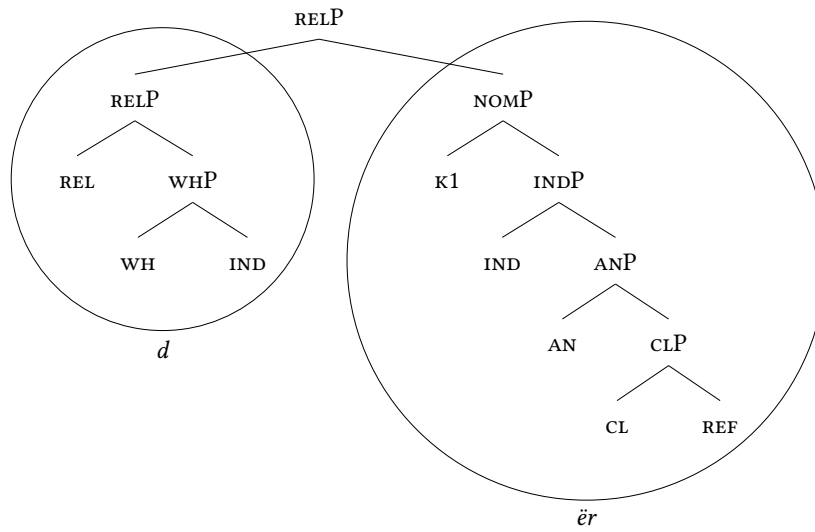 RELP
RELP NOMP
REL WHP K1 INDP
WH IND IND ANP
d AN CLP
CL REF
ër